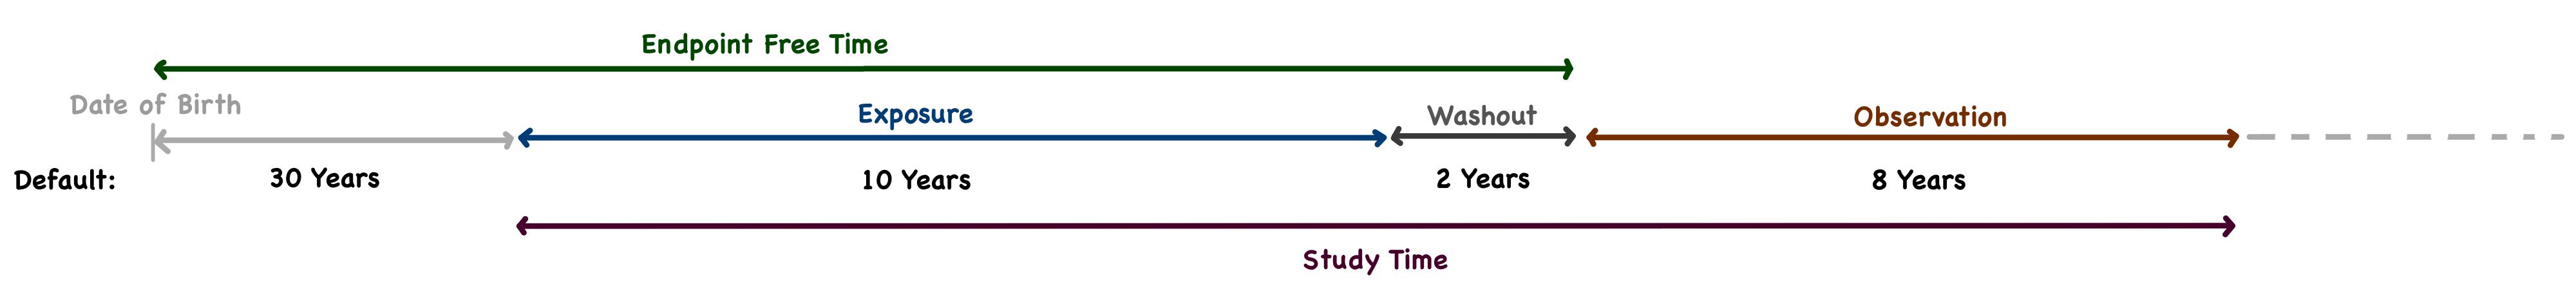 Endpoint Free Time
Date of Birth
Exposure
Washout
Observation
Default:
30 Years
10 Years
2 Years
8 Years
Study Time